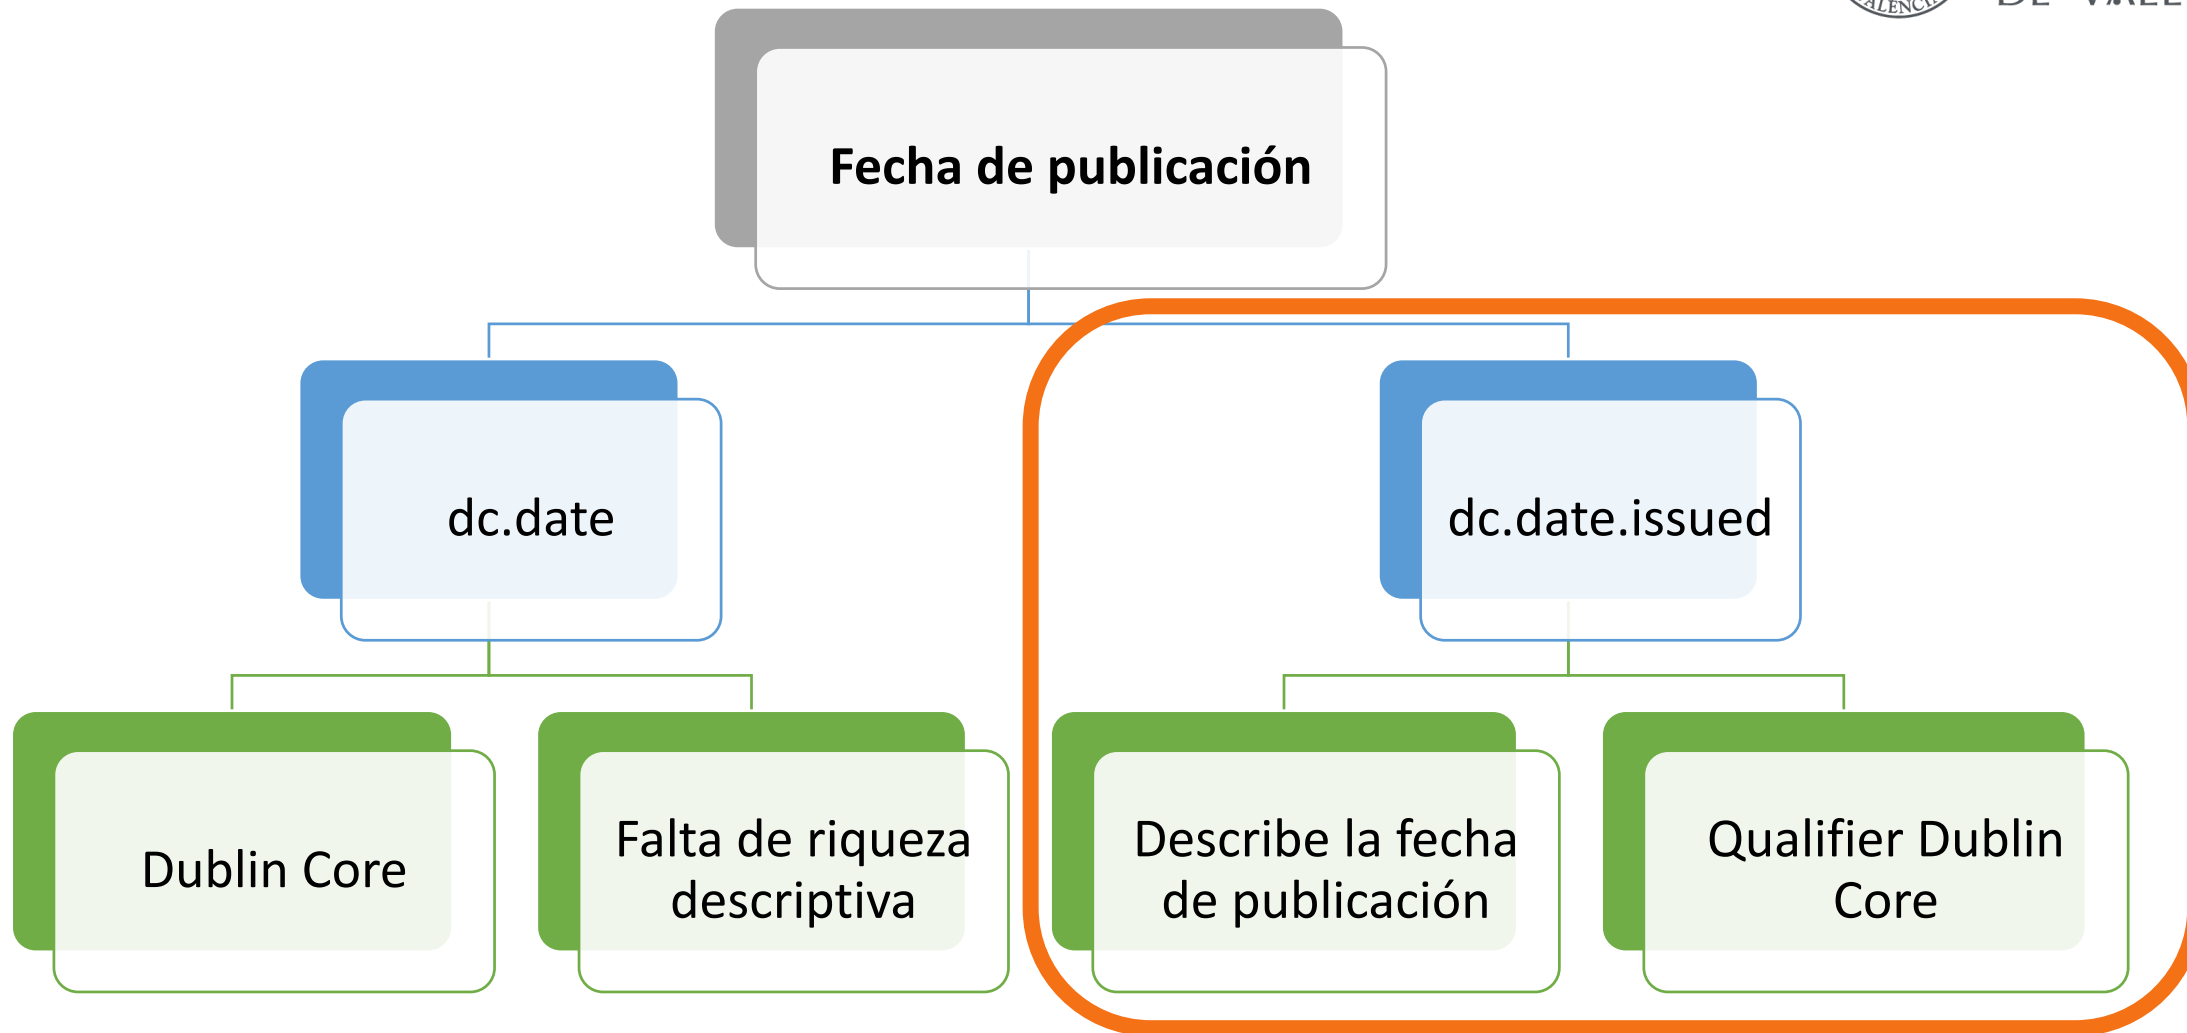 Fecha de publicación
dc.date
dc.date.issued
Dublin Core
Falta de riqueza
descriptiva
Describe la fecha
de publicación
Qualifier Dublin
Core